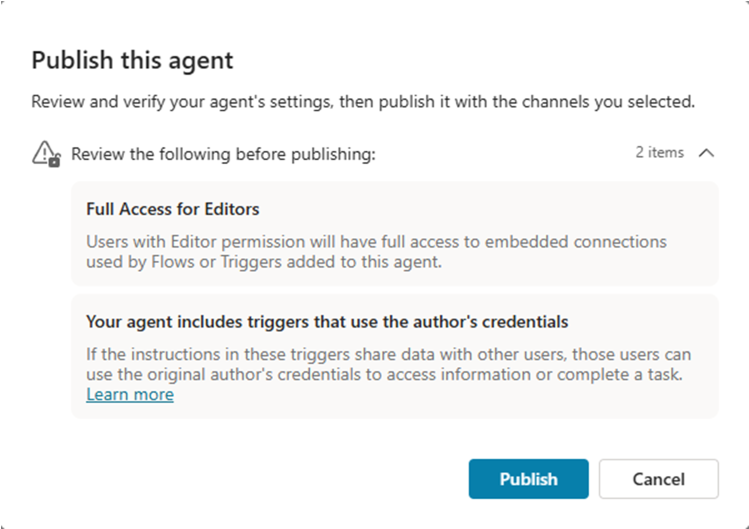 Publish this agent
Review and verify your agent's settings, then publish it with the channels you selected.
Review the following before publishing:
2 items
Full Access for Editors
Users with Editor permission will have full access to embedded connections
used by Flows or Triggers added to this agent.
Your agent includes triggers that use the author's credentials
If the instructions in these triggers share data with other users, those users can
use the original author's credentials to access information or complete a task.
Learn more
Publish
Cancel